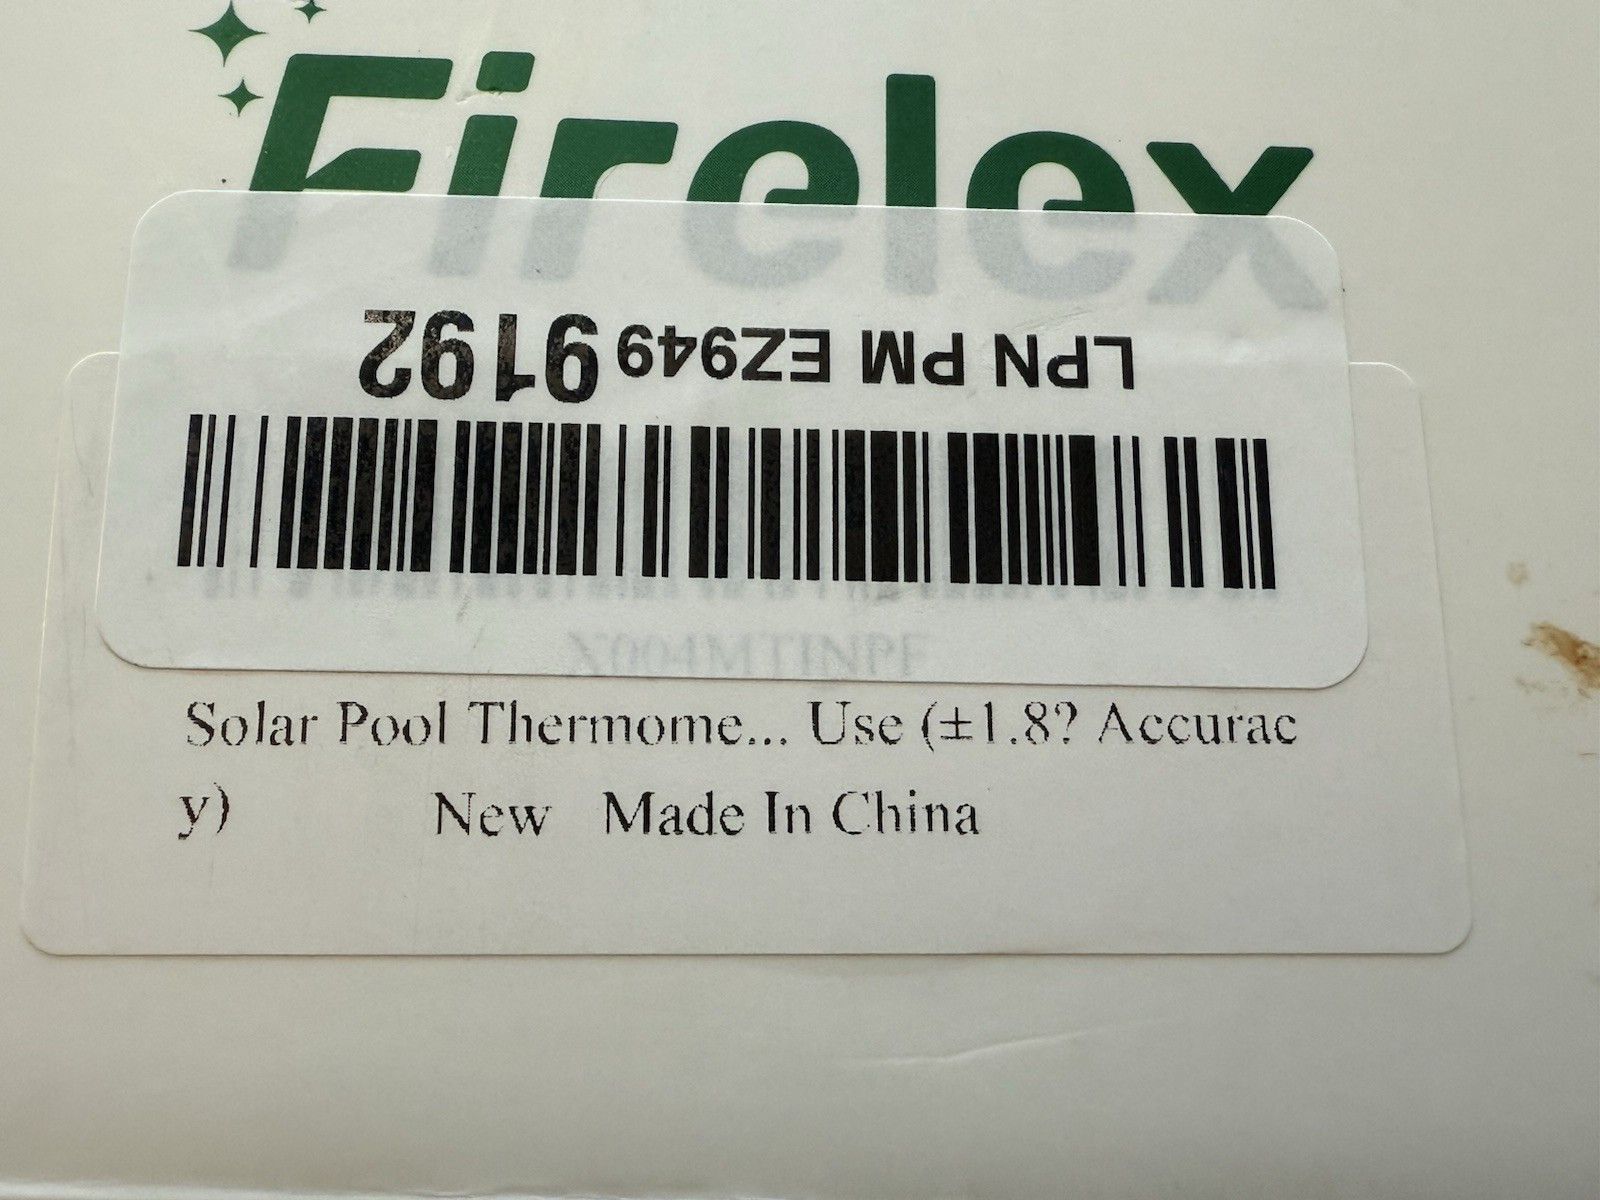 Firelex
LPN PM EZ949 9192
X004MTINPF
Solar Pool Thermome... Use (±1.8? Accurac
y) New Made In China